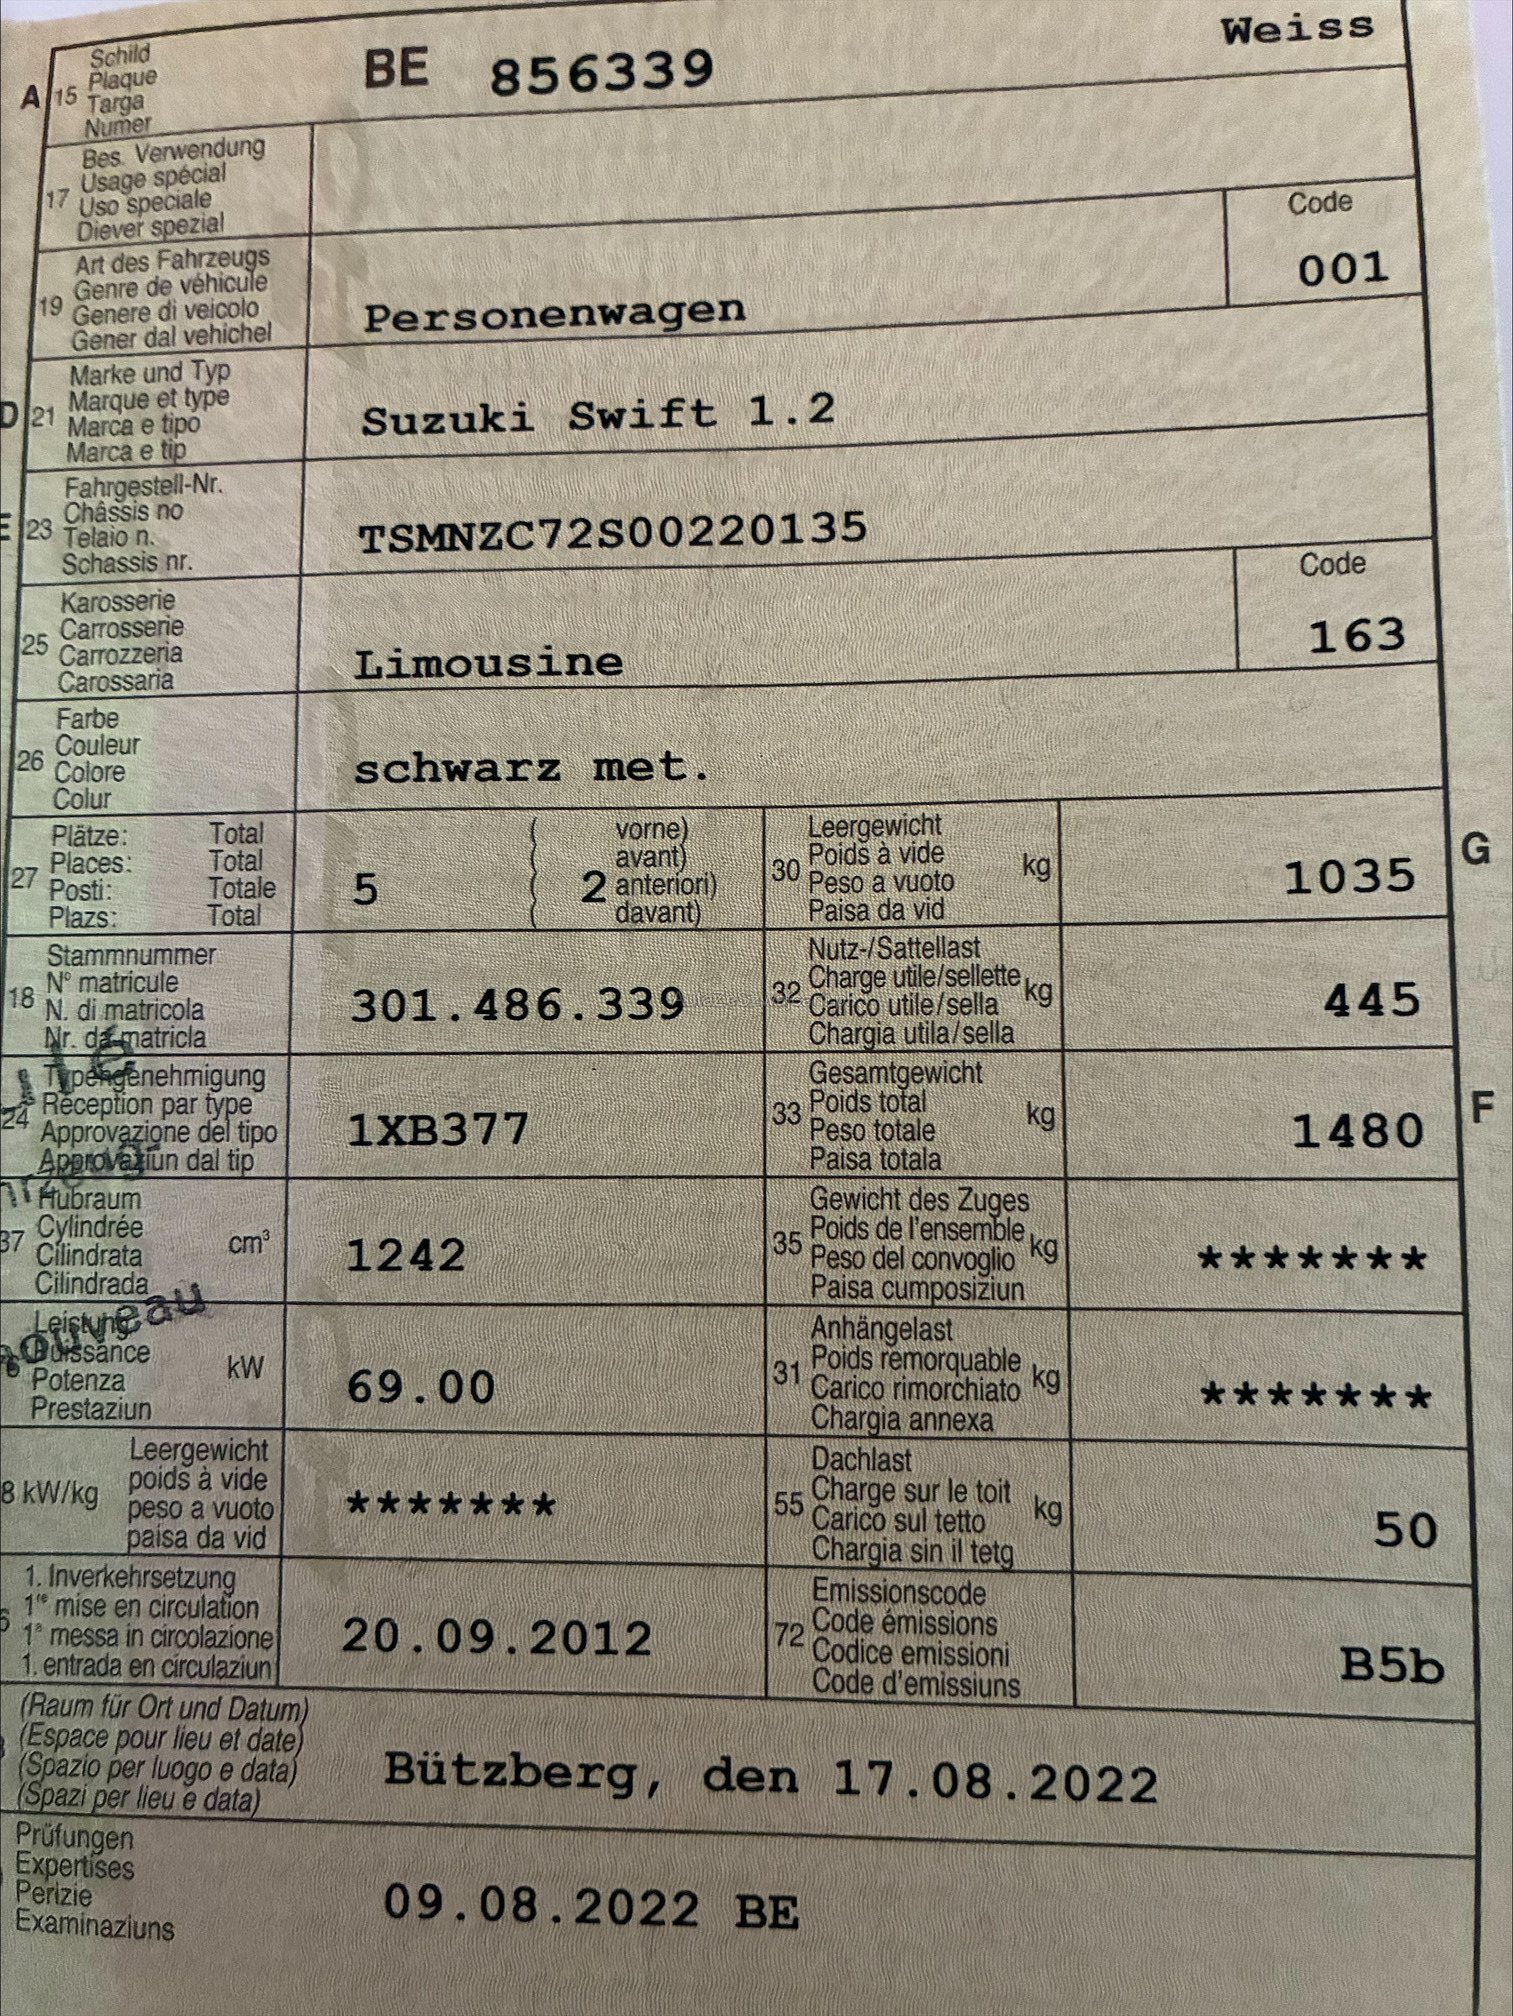 A 15 Schild
Plaque
Targa
Numer
BE 856339 Weiss
17 Bes. Verwendung
Usage spécial
Uso speciale
Diever spezial
19 Art des Fahrzeugs
Genre de véhicule
Genere di veicolo
Gener dal vehichel
Personenwagen
Code
001
D 21 Marke und Typ
Marque et type
Marca e tipo
Marca e tip
Suzuki Swift 1.2
E 23 Fahrgestell-Nr.
Châssis no
Telaio n.
Schassis nr.
TSMNZC72S00220135
25 Karosserie
Carrosserie
Carrozzeria
Carossaria
Limousine
Code
163
26 Farbe
Couleur
Colore
Colur
schwarz met.
27 Plätze: Total
Places: Total
Posti: Totale
Plazs: Total
5 ( vorne)
( avant)
( 2 anteriori)
( davant)
30 Leergewicht
Poids à vide kg
Peso a vuoto
Paisa da vid
1035 G
18 Stammnummer
N° matricule
N. di matricola
Nr. da matricla
301.486.339
32 Nutz-/Sattellast
Charge utile/sellette kg
Carico utile/sella
Chargia utila/sella
445
24 Typengenehmigung
Réception par type
Approvazione del tipo
Approvaziun dal tip
1XB377
33 Gesamtgewicht
Poids total kg
Peso totale
Paisa totala
1480 F
37 Hubraum
Cylindrée cm³
Cilindrata
Cilindrada
1242
35 Gewicht des Zuges
Poids de l'ensemble kg
Peso del convoglio
Paisa cumposiziun
*******
Leistung
Puissance kW
Potenza
Prestaziun
nouveau
69.00
31 Anhängelast
Poids remorquable kg
Carico rimorchiato
Chargia annexa
*******
8 kW/kg Leergewicht
poids à vide
peso a vuoto
paisa da vid
*******
55 Dachlast
Charge sur le toit kg
Carico sul tetto
Chargia sin il tetg
50
6 1. Inverkehrsetzung
1re mise en circulation
1a messa in circolazione
1. entrada en circulaziun
20.09.2012
72 Emissionscode
Code émissions
Codice emissioni
Code d'emissiuns
B5b
(Raum für Ort und Datum)
(Espace pour lieu et date)
(Spazio per luogo e data)
(Spazi per lieu e data)
Bützberg, den 17.08.2022
Prüfungen
Expertises
Perizie
Examinaziuns
09.08.2022 BE